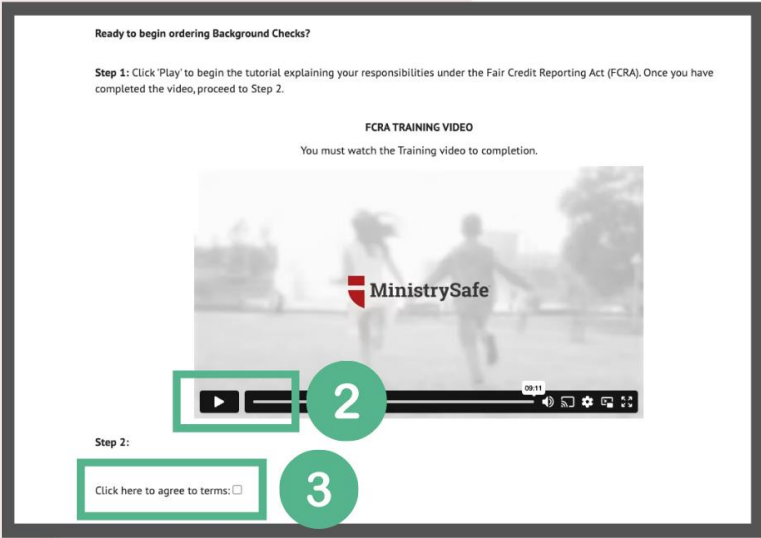 Ready to begin ordering Background Checks?
Step 1: Click 'Play' to begin the tutorial explaining your responsibilities under the Fair Credit Reporting Act (FCRA). Once you have
completed the video, proceed to Step 2.
FCRA TRAINING VIDEO
You must watch the Training video to completion.
MinistrySafe
09:11
2
Step 2:
Click here to agree to terms:
3